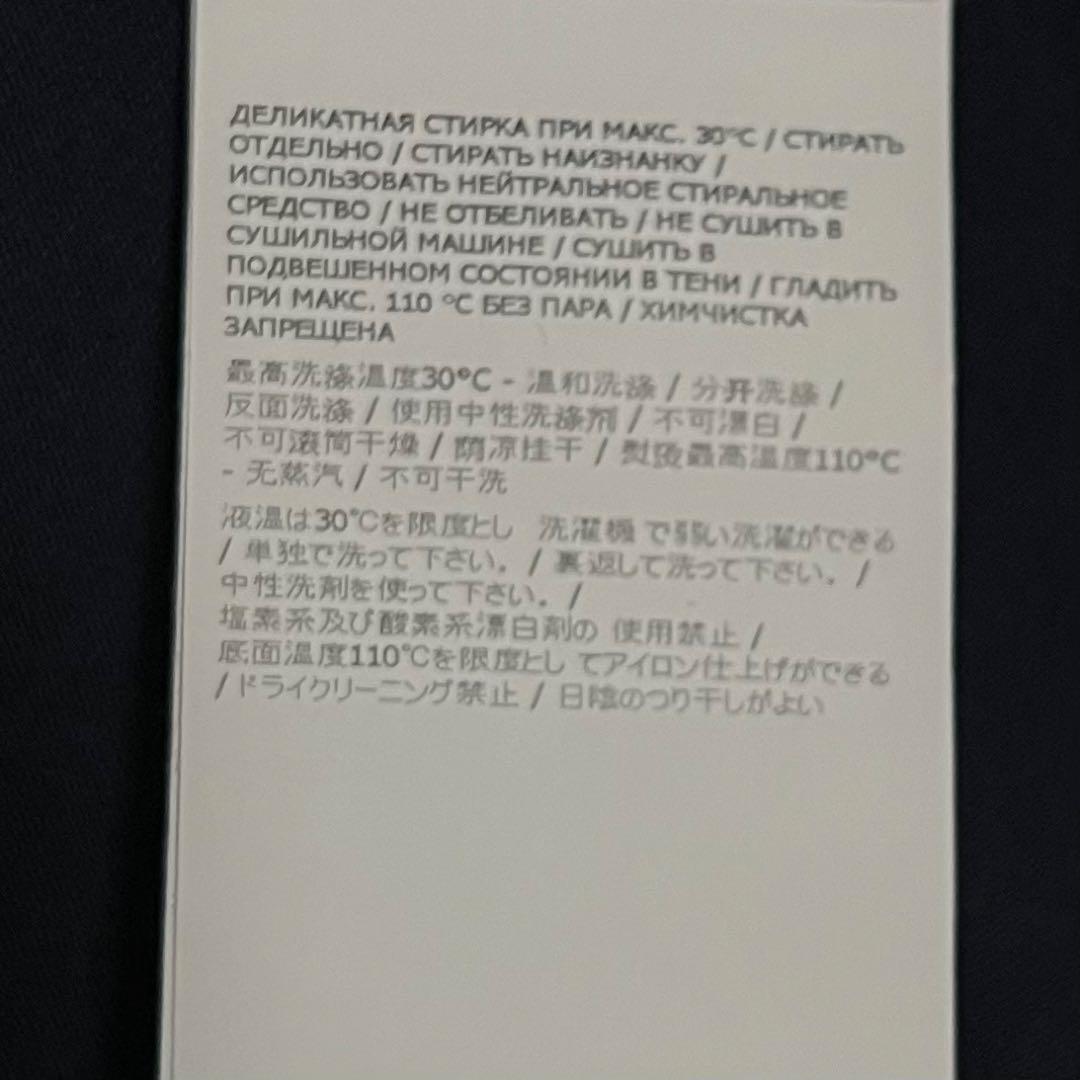 ДЕЛИКАТНАЯ СТИРКА ПРИ МАКС. 30°C / СТИРАТЬ
ОТДЕЛЬНО / СТИРАТЬ НАИЗНАНКУ /
ИСПОЛЬЗОВАТЬ НЕЙТРАЛЬНОЕ СТИРАЛЬНОЕ
СРЕДСТВО / НЕ ОТБЕЛИВАТЬ / НЕ СУШИТЬ В
СУШИЛЬНОЙ МАШИНЕ / СУШИТЬ В
ПОДВЕШЕННОМ СОСТОЯНИИ В ТЕНИ / ГЛАДИТЬ
ПРИ МАКС. 110 °C БЕЗ ПАРА / ХИМЧИСТКА
ЗАПРЕЩЕНА
最高洗涤温度30°C - 温和洗涤 / 分开洗涤 /
反面洗涤 / 使用中性洗涤剂 / 不可漂白 /
不可滚筒干燥 / 荫凉挂干 / 熨烫最高温度110°C
- 无蒸汽 / 不可干洗
液温は30℃を限度とし 洗濯機 で弱い洗濯ができる
/ 単独で洗って下さい。 / 裏返して洗って下さい。 /
中性洗剤を使って下さい。 /
塩素系及び酸素系漂白剤の 使用禁止 /
底面温度110℃を限度とし てアイロン仕上げができる
/ ドライクリーニング禁止 / 日陰のつり干しがよい